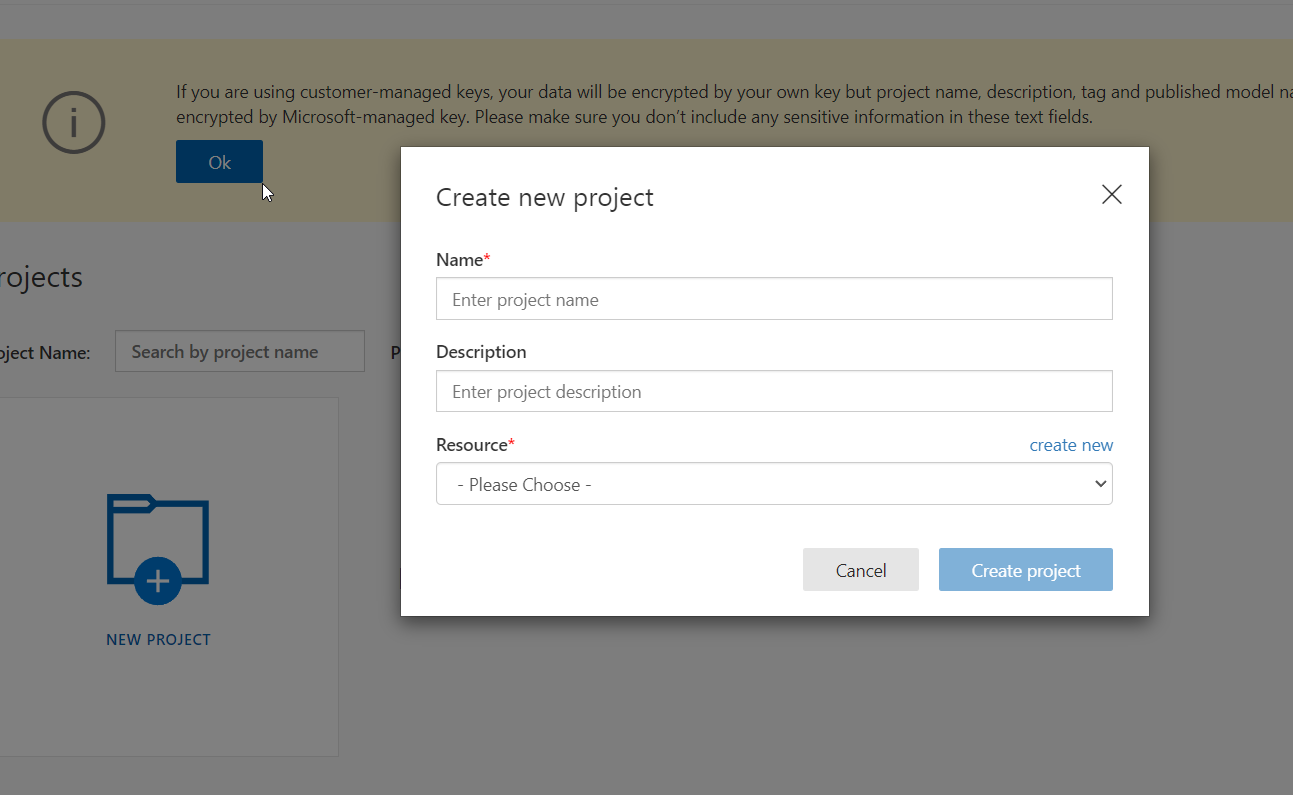 If you are using customer-managed keys, your data will be encrypted by your own key but project name, description, tag and published model
encrypted by Microsoft-managed key. Please make sure you don't include any sensitive information in these text fields.
Ok
Create new project
Name*
Enter project name
Description
Enter project description
Resource*
create new
- Please Choose -
Cancel
Create project
rojects
oject Name:
Search by project name
P
NEW PROJECT